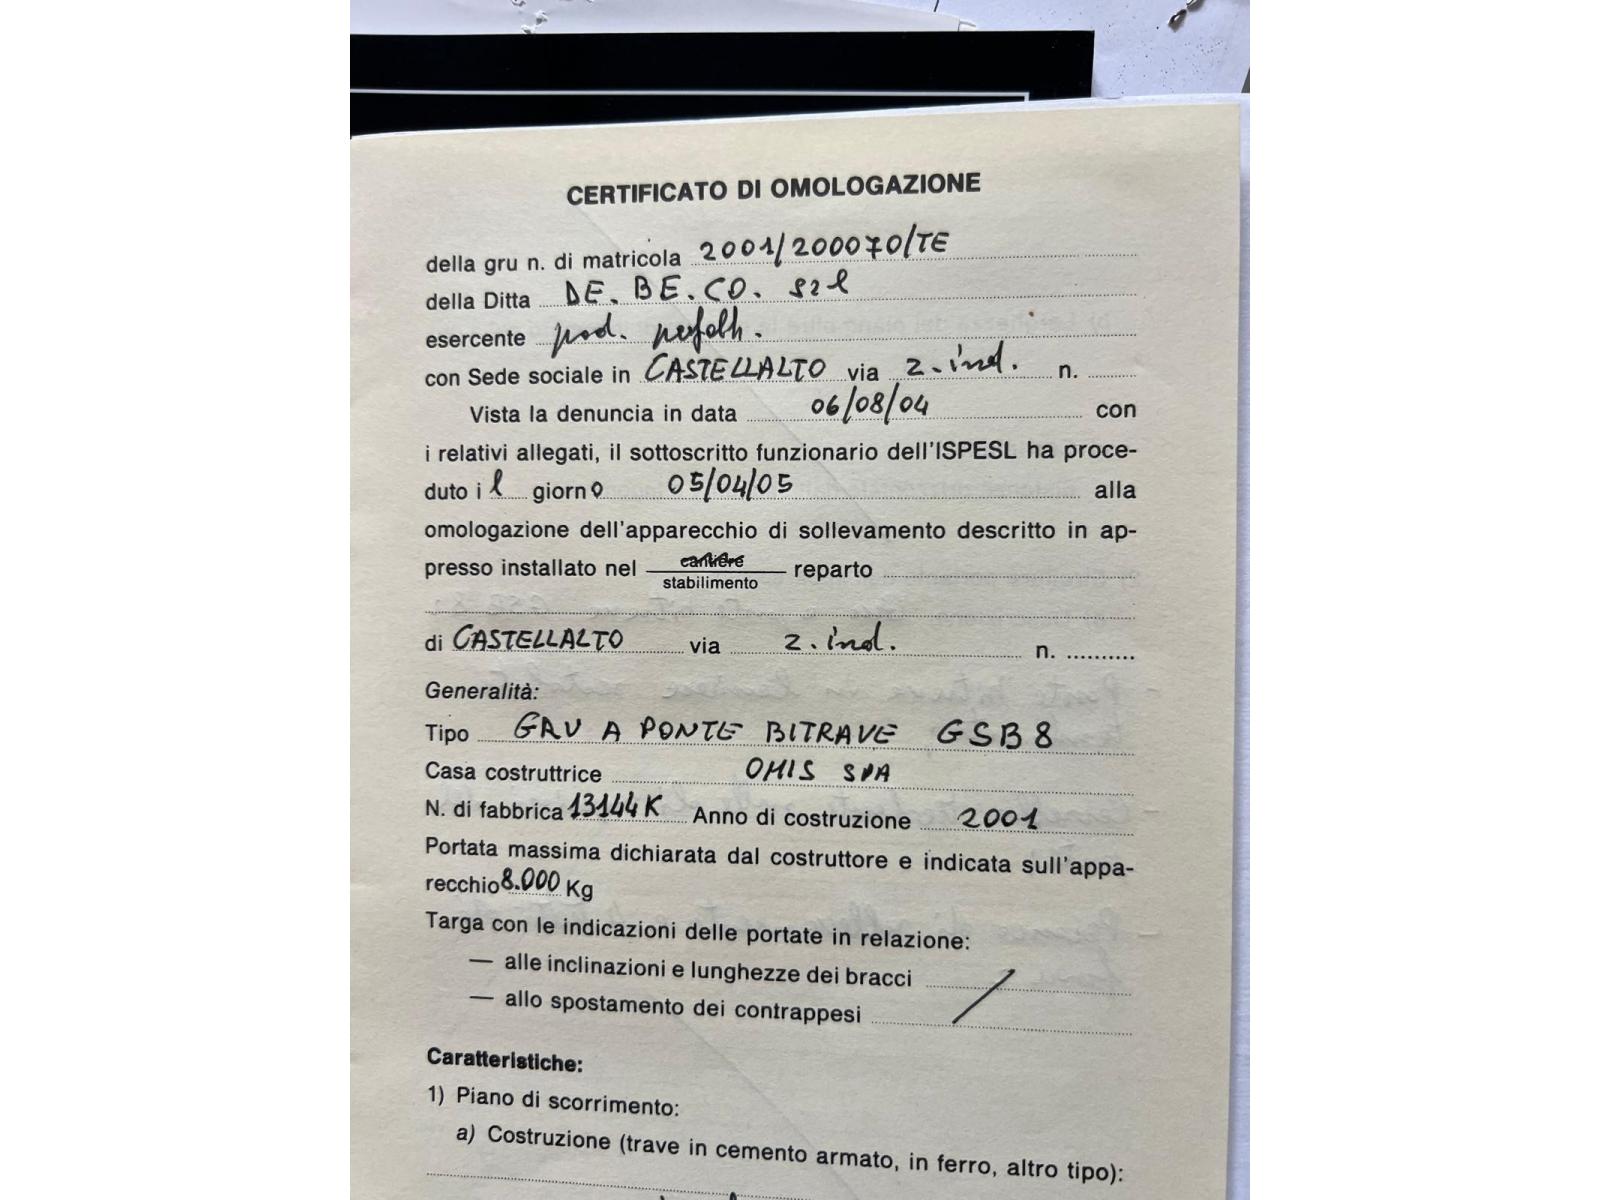 CERTIFICATO DI OMOLOGAZIONE
della gru n. di matricola 2001/200070/TE
della Ditta DE.BE.CO. srl
esercente prod.
con Sede sociale in CASTELLALTO via z.ind. n.
Vista la denuncia in data 06/08/04 con
i relativi allegati, il sottoscritto funzionario dell'ISPESL ha proce-
duto il giorno 05/04/05 alla
omologazione dell'apparecchio di sollevamento descritto in ap-
presso installato nel cantiere reparto
stabilimento
di CASTELLALTO via z.ind. n. ..........
Generalità:
Tipo GRU A PONTE BITRAVE GSB8
Casa costruttrice OMIS SPA
N. di fabbrica 13144K Anno di costruzione 2001
Portata massima dichiarata dal costruttore e indicata sull'appa-
recchio 8.000 Kg
Targa con le indicazioni delle portate in relazione:
— alle inclinazioni e lunghezze dei bracci
— allo spostamento dei contrappesi
Caratteristiche:
1) Piano di scorrimento:
a) Costruzione (trave in cemento armato, in ferro, altro tipo):